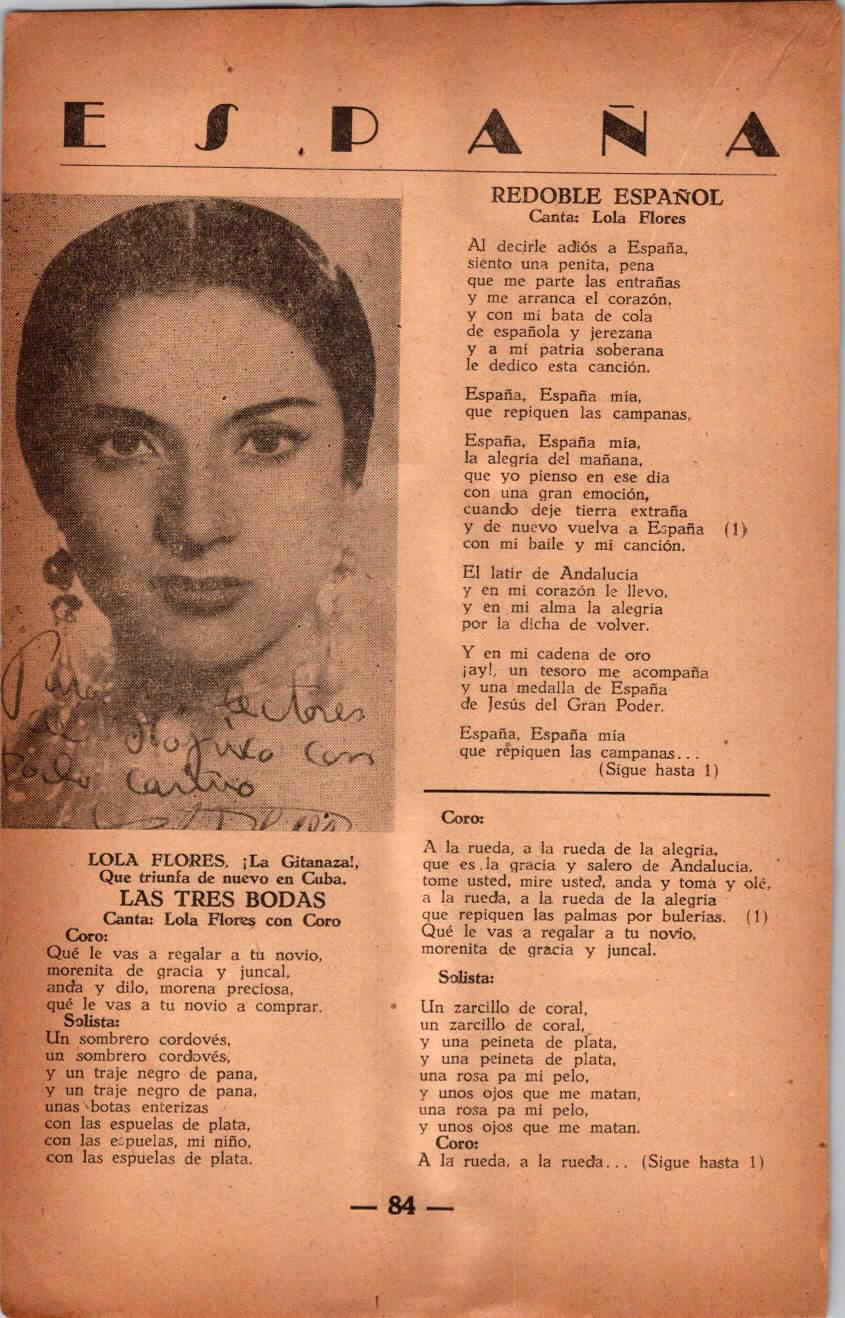 ESPAÑA
Para lectores
de con
todo cariño
LOLA FLORES, ¡La Gitanaza!,
Que triunfa de nuevo en Cuba.
LAS TRES BODAS
Canta: Lola Flores con Coro
Coro:
Qué le vas a regalar a tu novio,
morenita de gracia y juncal,
anda y dilo, morena preciosa,
qué le vas a tu novio a comprar.
Solista:
Un sombrero cordovés,
un sombrero cordovés,
y un traje negro de pana,
y un traje negro de pana,
unas botas enterizas
con las espuelas de plata,
con las espuelas, mi niño,
con las espuelas de plata.
REDOBLE ESPAÑOL
Canta: Lola Flores
Al decirle adiós a España,
siento una penita, pena
que me parte las entrañas
y me arranca el corazón,
y con mi bata de cola
de española y jerezana
y a mi patria soberana
le dedico esta canción.
España, España mía,
que repiquen las campanas,
España, España mia,
la alegria del mañana,
que yo pienso en ese dia
con una gran emoción,
cuando deje tierra extraña
y de nuevo vuelva a España (1)
con mi baile y mi canción.
El latir de Andalucia
y en mi corazón le llevo,
y en mi alma la alegria
por la dicha de volver.
Y en mi cadena de oro
¡ay!, un tesoro me acompaña
y una medalla de España
de Jesús del Gran Poder.
España, España mia
que repiquen las campanas...
(Sigue hasta 1)
Coro:
A la rueda, a la rueda de la alegria,
que es la gracia y salero de Andalucia.
tome usted, mire usted, anda y toma y olé,
a la rueda, a la rueda de la alegria
que repiquen las palmas por bulerias. (1)
Qué le vas a regalar a tu novio,
morenita de gracia y juncal.
Solista:
Un zarcillo de coral,
un zarcillo de coral,
y una peineta de plata,
y una peineta de plata,
una rosa pa mi pelo,
y unos ojos que me matan,
una rosa pa mi pelo,
y unos ojos que me matan.
Coro:
A la rueda, a la rueda... (Sigue hasta 1)
— 84 —